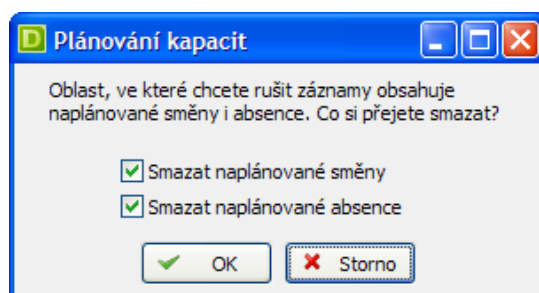 D Plánování kapacit
Oblast, ve které chcete rušit záznamy obsahuje
naplánované směny i absence. Co si přejete smazat?
Smazat naplánované směny
Smazat naplánované absence
OK Storno